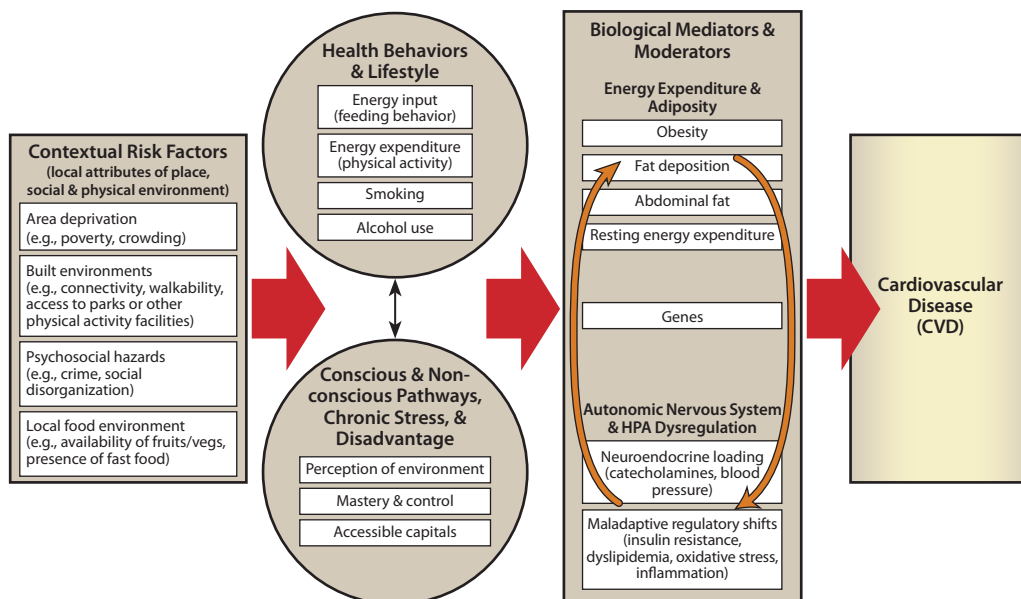 Contextual Risk Factors
(local attributes of place,
social & physical environment)
Area deprivation
(e.g., poverty, crowding)
Built environments
(e.g., connectivity, walkability,
access to parks or other
physical activity facilities)
Psychosocial hazards
(e.g., crime, social
disorganization)
Local food environment
(e.g., availability of fruits/vegs,
presence of fast food)
Health Behaviors
& Lifestyle
Energy input
(feeding behavior)
Energy expenditure
(physical activity)
Smoking
Alcohol use
Conscious & Non-
conscious Pathways,
Chronic Stress, &
Disadvantage
Perception of environment
Mastery & control
Accessible capitals
Biological Mediators &
Moderators
Energy Expenditure &
Adiposity
Obesity
Fat deposition
Abdominal fat
Resting energy expenditure
Genes
Autonomic Nervous System
& HPA Dysregulation
Neuroendocrine loading
(catecholamines, blood
pressure)
Maladaptive regulatory shifts
(insulin resistance,
dyslipidemia, oxidative stress,
inflammation)
Cardiovascular
Disease
(CVD)